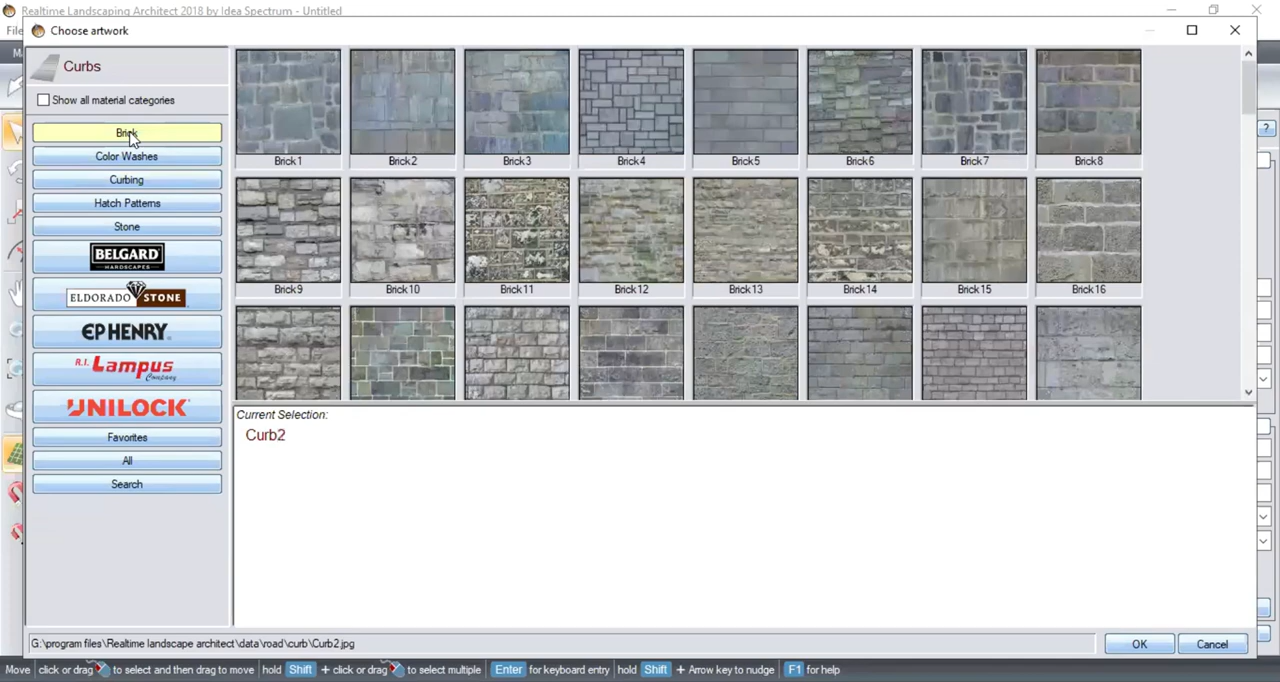 Realtime Landscaping Architect 2018 by Idea Spectrum - Untitled
Choose artwork
Curbs
Show all material categories
Brick
Color Washes
Curbing
Hatch Patterns
Stone
BELGARD
HARDSCAPES
ELDORADO STONE
EP HENRY
R.I. Lampus Company
UNILOCK
Favorites
All
Search
Brick1 Brick2 Brick3 Brick4 Brick5 Brick6 Brick7 Brick8
Brick9 Brick10 Brick11 Brick12 Brick13 Brick14 Brick15 Brick16
Current Selection:
Curb2
G:\program files\Realtime landscape architect\data\road\curb\Curb2.jpg
OK Cancel
Move click or drag to select and then drag to move hold Shift + click or drag to select multiple Enter for keyboard entry hold Shift + Arrow key to nudge F1 for help